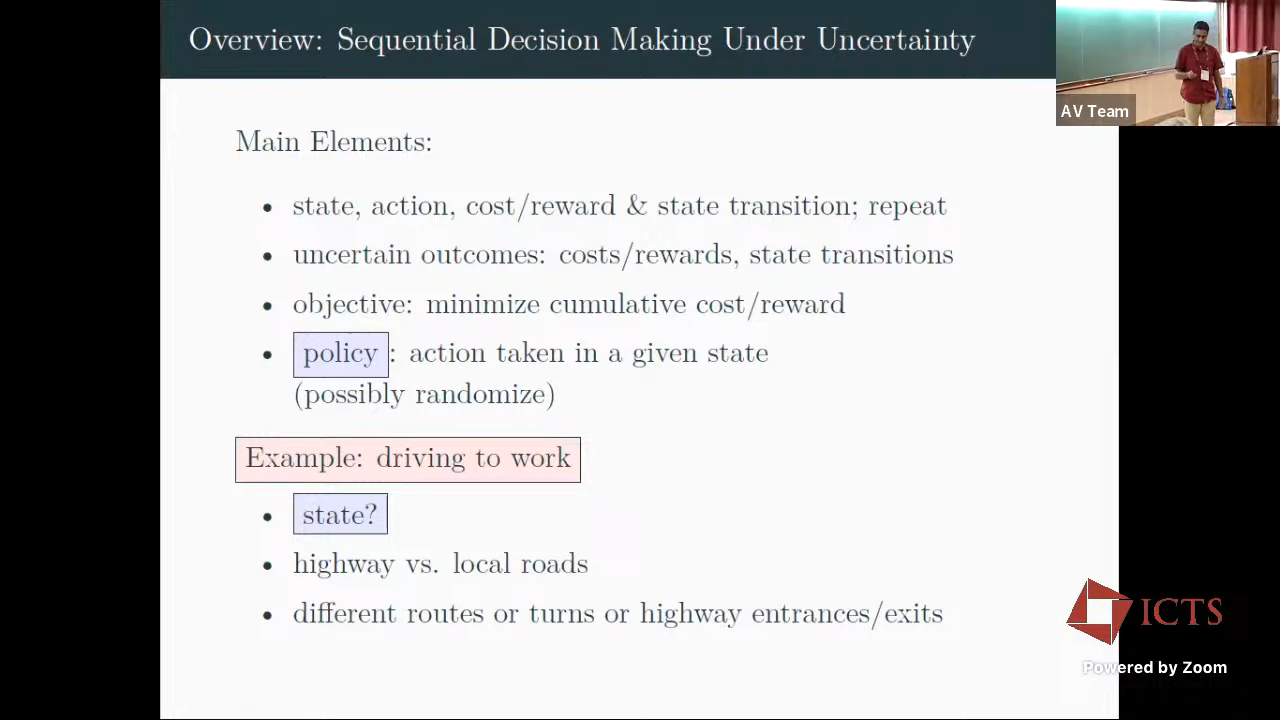 Overview: Sequential Decision Making Under Uncertainty
AV Team
Main Elements:
• state, action, cost/reward & state transition; repeat
• uncertain outcomes: costs/rewards, state transitions
• objective: minimize cumulative cost/reward
• policy : action taken in a given state
(possibly randomize)
Example: driving to work
• state?
• highway vs. local roads
• different routes or turns or highway entrances/exits
ICTS
Powered by Zoom